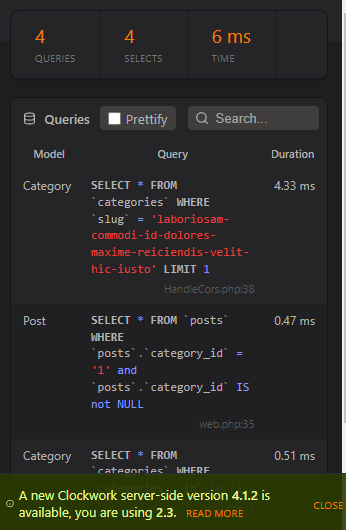 4 4 6 ms
QUERIES SELECTS TIME
Queries Prettify Search...
Model Query Duration
Category SELECT * FROM 4.33 ms
`categories` WHERE
`slug` = 'laboriosam-
commodi-id-dolores-
maxime-reiciendis-velit-
hic-iusto' LIMIT 1
HandleCors.php:38
Post SELECT * FROM `posts` 0.47 ms
WHERE
`posts`.`category_id` =
'1' and
`posts`.`category_id` IS
not NULL
web.php:35
Category SELECT * FROM 0.51 ms
`categories` WHERE
A new Clockwork server-side version 4.1.2 is
available, you are using 2.3. READ MORE CLOSE